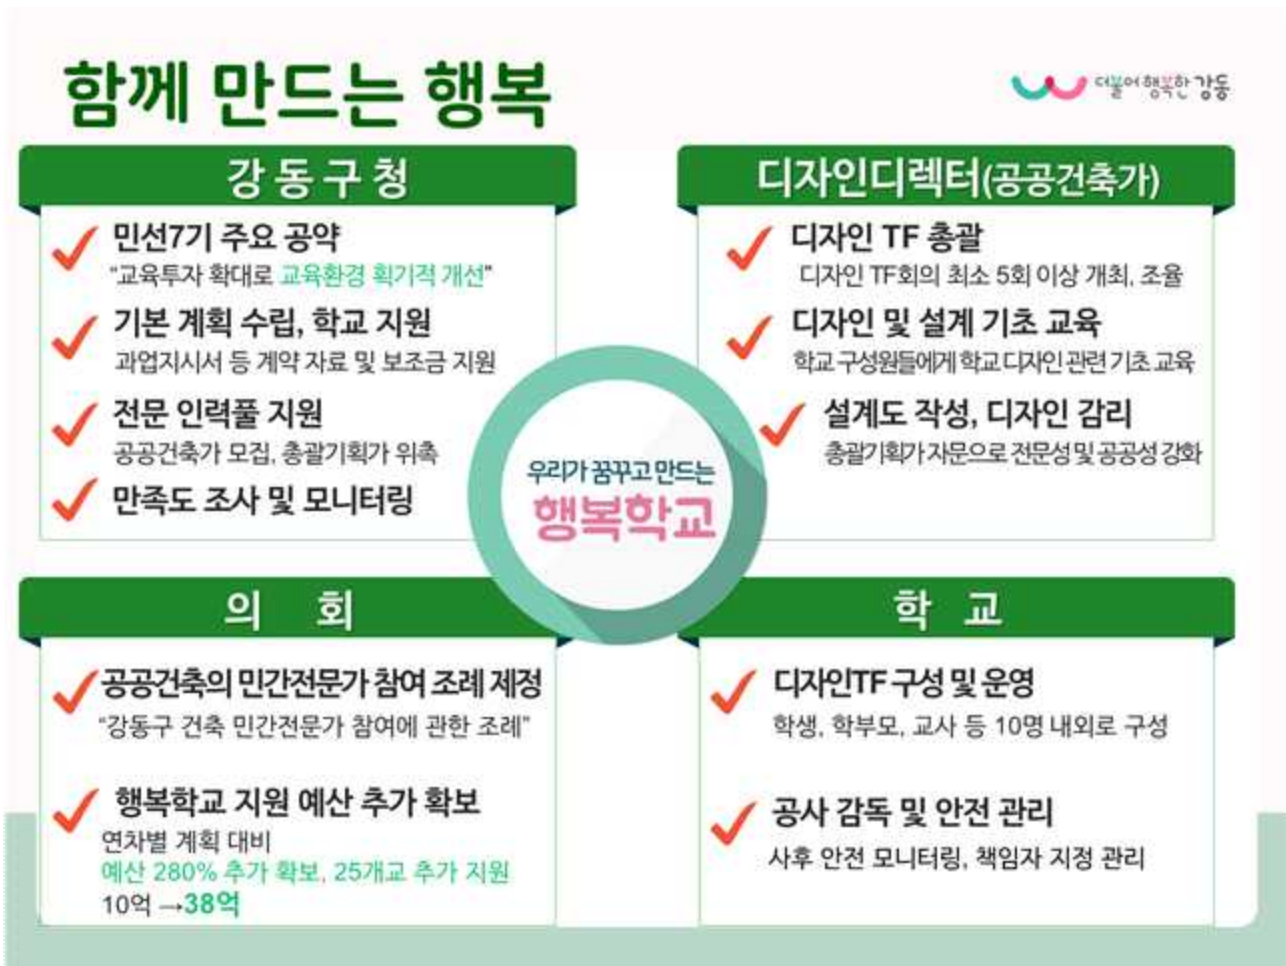 함께 만드는 행복
더불어 행복한 강동
강동구청
민선7기 주요 공약
"교육투자 확대로 교육환경 획기적 개선"
기본 계획 수립, 학교 지원
과업지시서 등 계약 자료 및 보조금 지원
전문 인력풀 지원
공공건축가 모집, 총괄기획가 위촉
만족도 조사 및 모니터링
디자인디렉터(공공건축가)
디자인 TF 총괄
디자인 TF회의 최소 5회 이상 개최, 조율
디자인 및 설계 기초 교육
학교 구성원들에게 학교 디자인 관련 기초 교육
설계도 작성, 디자인 감리
총괄기획가 자문으로 전문성 및 공공성 강화
우리가 꿈꾸고 만드는
행복학교
의 회
공공건축의 민간전문가 참여 조례 제정
"강동구 건축 민간전문가 참여에 관한 조례"
행복학교 지원 예산 추가 확보
연차별 계획 대비
예산 280% 추가 확보, 25개교 추가 지원
10억 →38억
학 교
디자인TF 구성 및 운영
학생, 학부모, 교사 등 10명 내외로 구성
공사 감독 및 안전 관리
사후 안전 모니터링, 책임자 지정 관리